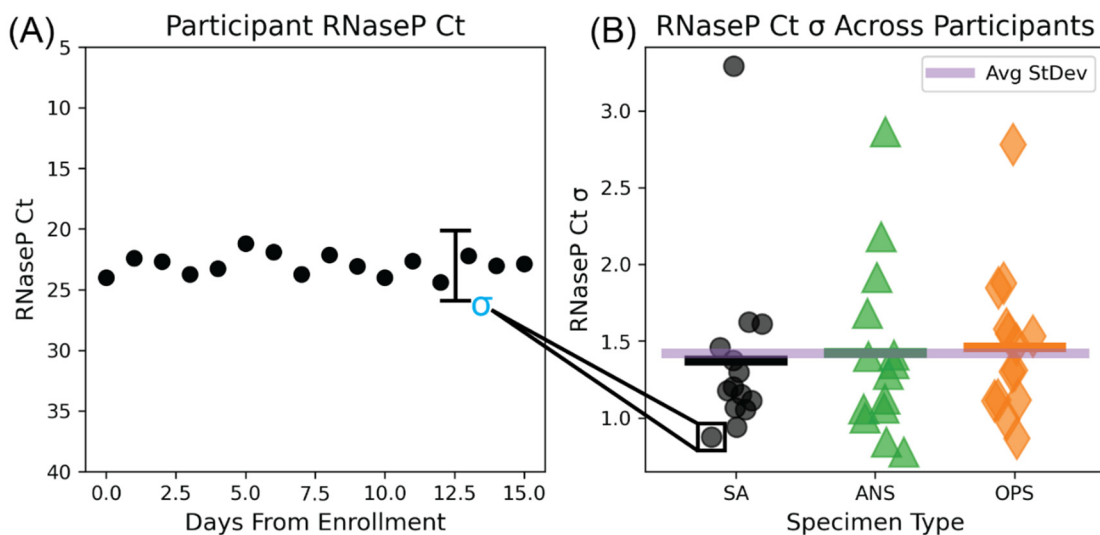 (A)
Participant RNaseP Ct
RNaseP Ct
5
10
15
20
25
30
35
40
σ
0.0
2.5
5.0
7.5
10.0
12.5
15.0
Days From Enrollment
(B)
RNaseP Ct σ Across Participants
Avg StDev
RNaseP Ct σ
3.0
2.5
2.0
1.5
1.0
SA
ANS
OPS
Specimen Type